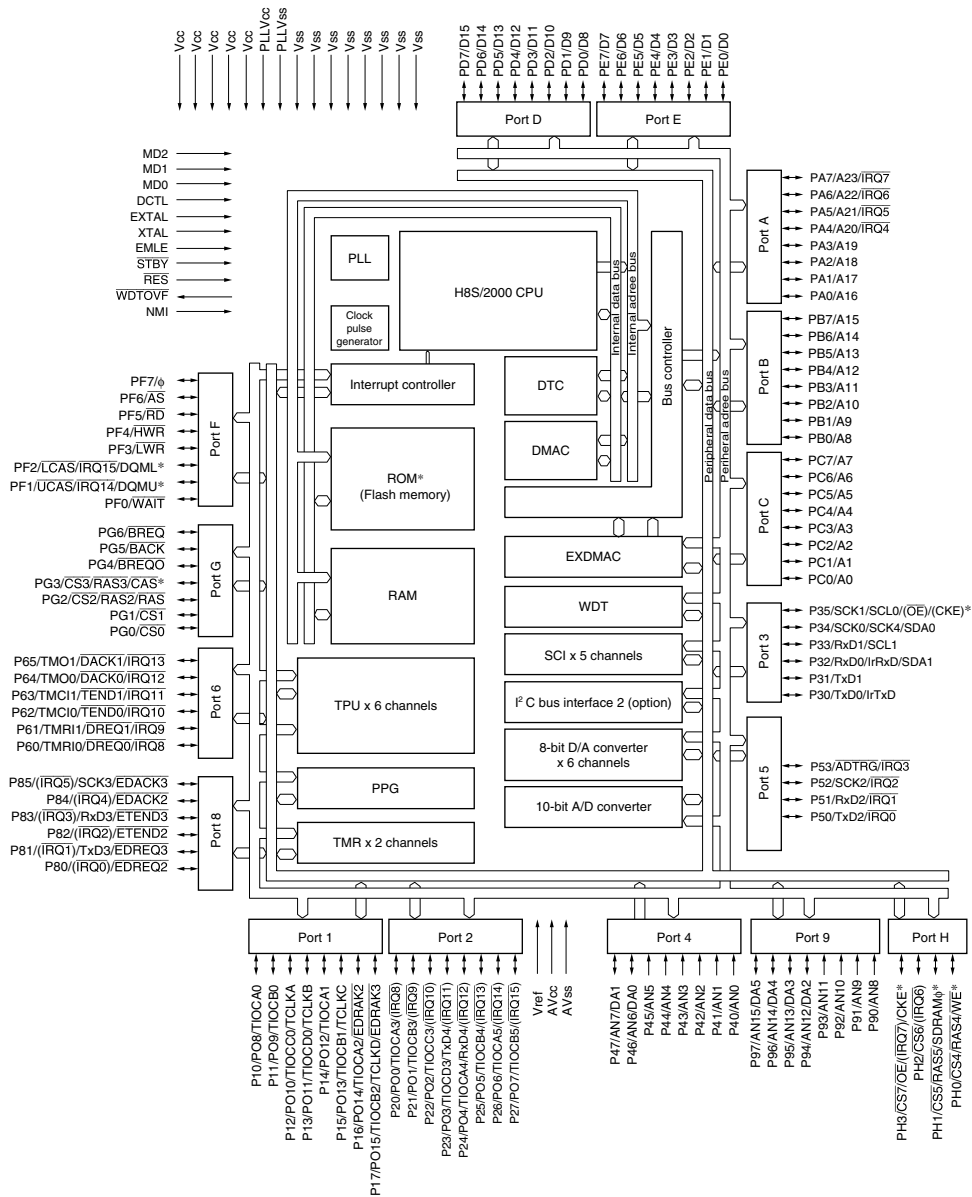 Vcc
Vcc
Vcc
Vcc
Vcc
PLLVcc
PLLVss
Vss
Vss
Vss
Vss
Vss
Vss
Vss
Vss
PD7/D15
PD6/D14
PD5/D13
PD4/D12
PD3/D11
PD2/D10
PD1/D9
PD0/D8
PE7/D7
PE6/D6
PE5/D5
PE4/D4
PE3/D3
PE2/D2
PE1/D1
PE0/D0
Port D
Port E
MD2
MD1
MD0
DCTL
EXTAL
XTAL
EMLE
STBY
RES
WDTOVF
NMI
PLL
Clock
pulse
generator
H8S/2000 CPU
Interrupt controller
DTC
DMAC
ROM*
(Flash memory)
RAM
Internal data bus
Internal adree bus
Bus controller
Peripheral data bus
Periheral adree bus
EXDMAC
WDT
SCI x 5 channels
I² C bus interface 2 (option)
8-bit D/A converter
x 6 channels
10-bit A/D converter
TPU x 6 channels
PPG
TMR x 2 channels
Port A
PA7/A23/IRQ7
PA6/A22/IRQ6
PA5/A21/IRQ5
PA4/A20/IRQ4
PA3/A19
PA2/A18
PA1/A17
PA0/A16
Port B
PB7/A15
PB6/A14
PB5/A13
PB4/A12
PB3/A11
PB2/A10
PB1/A9
PB0/A8
Port C
PC7/A7
PC6/A6
PC5/A5
PC4/A4
PC3/A3
PC2/A2
PC1/A1
PC0/A0
Port 3
P35/SCK1/SCL0/(OE)/(CKE)*
P34/SCK0/SCK4/SDA0
P33/RxD1/SCL1
P32/RxD0/IrRxD/SDA1
P31/TxD1
P30/TxD0/IrTxD
Port 5
P53/ADTRG/IRQ3
P52/SCK2/IRQ2
P51/RxD2/IRQ1
P50/TxD2/IRQ0
PF7/ϕ
PF6/AS
PF5/RD
PF4/HWR
PF3/LWR
PF2/LCAS/IRQ15/DQML*
PF1/UCAS/IRQ14/DQMU*
PF0/WAIT
Port F
PG6/BREQ
PG5/BACK
PG4/BREQO
PG3/CS3/RAS3/CAS*
PG2/CS2/RAS2/RAS
PG1/CS1
PG0/CS0
Port G
P65/TMO1/DACK1/IRQ13
P64/TMO0/DACK0/IRQ12
P63/TMCI1/TEND1/IRQ11
P62/TMCI0/TEND0/IRQ10
P61/TMRI1/DREQ1/IRQ9
P60/TMRI0/DREQ0/IRQ8
Port 6
P85/(IRQ5)/SCK3/EDACK3
P84/(IRQ4)/EDACK2
P83/(IRQ3)/RxD3/ETEND3
P82/(IRQ2)/ETEND2
P81/(IRQ1)/TxD3/EDREQ3
P80/(IRQ0)/EDREQ2
Port 8
Port 1
Port 2
Port 4
Port 9
Port H
P10/PO8/TIOCA0
P11/PO9/TIOCB0
P12/PO10/TIOCC0/TCLKA
P13/PO11/TIOCD0/TCLKB
P14/PO12/TIOCA1
P15/PO13/TIOCB1/TCLKC
P16/PO14/TIOCA2/EDRAK2
P17/PO15/TIOCB2/TCLKD/EDRAK3
P20/PO0/TIOCA3/(IRQ8)
P21/PO1/TIOCB3/(IRQ9)
P22/PO2/TIOCC3/(IRQ10)
P23/PO3/TIOCD3/TxD4/(IRQ11)
P24/PO4/TIOCA4/RxD4/(IRQ12)
P25/PO5/TIOCB4/(IRQ13)
P26/PO6/TIOCA5/(IRQ14)
P27/PO7/TIOCB5/(IRQ15)
Vref
AVcc
AVss
P47/AN7/DA1
P46/AN6/DA0
P45/AN5
P44/AN4
P43/AN3
P42/AN2
P41/AN1
P40/AN0
P97/AN15/DA5
P96/AN14/DA4
P95/AN13/DA3
P94/AN12/DA2
P93/AN11
P92/AN10
P91/AN9
P90/AN8
PH3/CS7/OE/(IRQ7)/CKE*
PH2/CS6/(IRQ6)
PH1/CS5/RAS5/SDRAMϕ*
PH0/CS4/RAS4/WE*